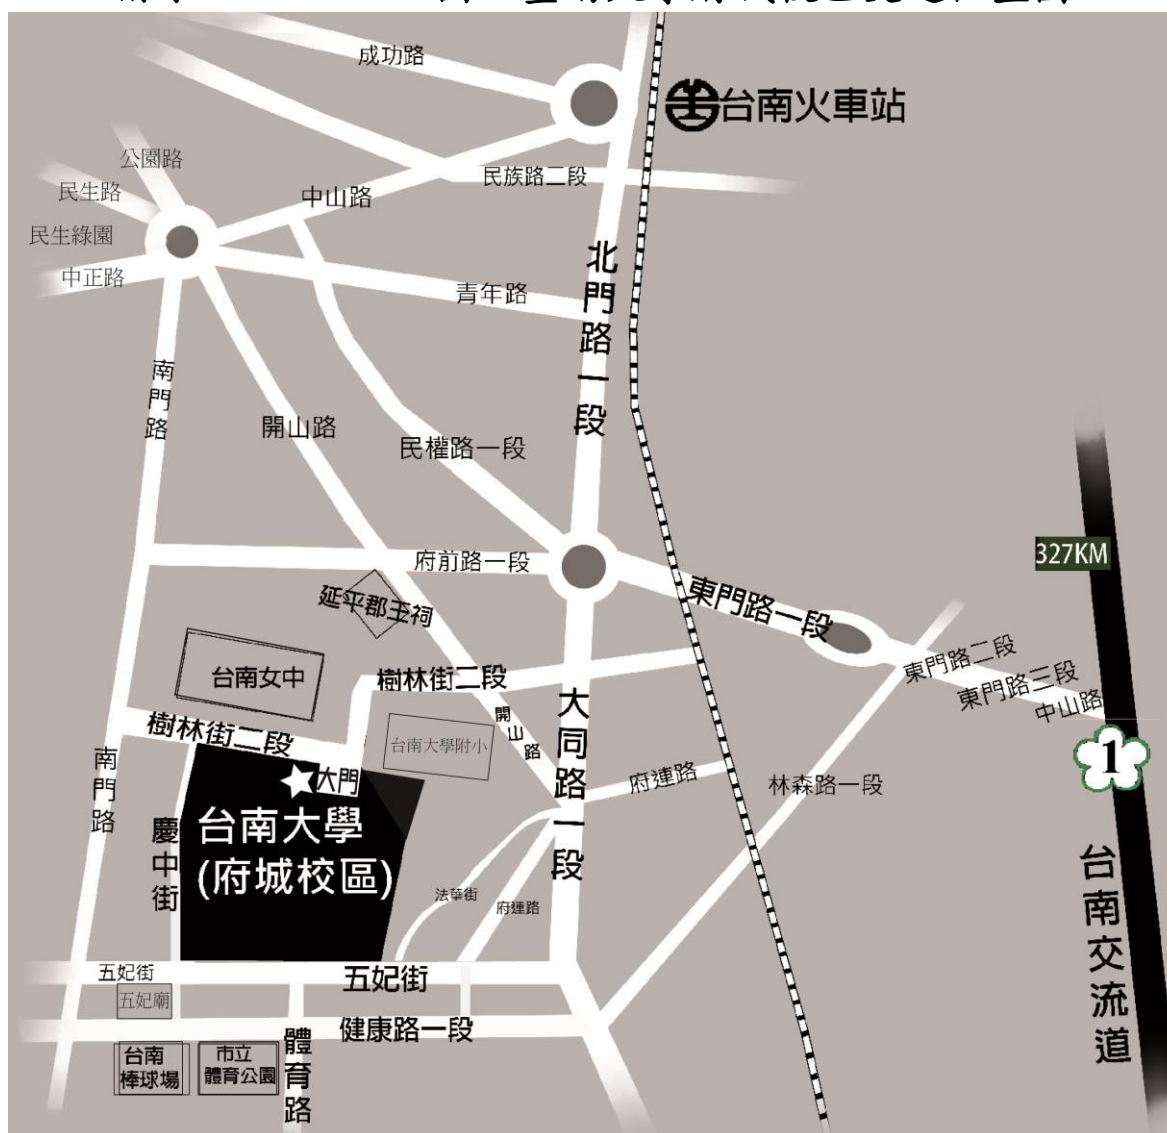 成功路
台南火車站
公園路
民族路二段
民生路
中山路
民生綠園
北門路一段
中正路
青年路
南門路
開山路
民權路一段
327KM
府前路一段
東門路一段
延平郡王祠
東門路二段
台南女中
樹林街二段
東門路三段
中山路
大同路一段
開山路
樹林街二段
台南大學附小
1
南門路
大門
府連路
林森路一段
慶中街
台南大學
(府城校區)
台南交流道
法華街
府連路
五妃街
五妃街
五妃廟
健康路一段
體育路
台南
棒球場
市立
體育公園